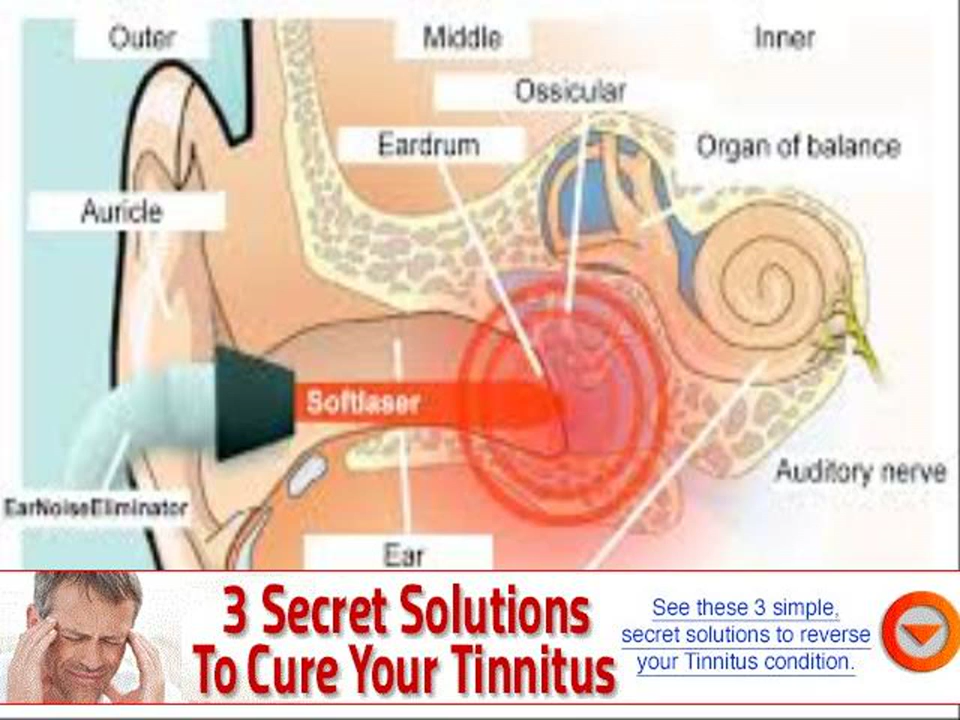 Outer
Middle
Inner
Ossicular
Eardrum
Organ of balance
Auricle
Softlaser
Auditory nerve
EarNoiseEliminator
Ear
3 Secret Solutions
To Cure Your Tinnitus
See these 3 simple,
secret solutions to reverse
your Tinnitus condition.